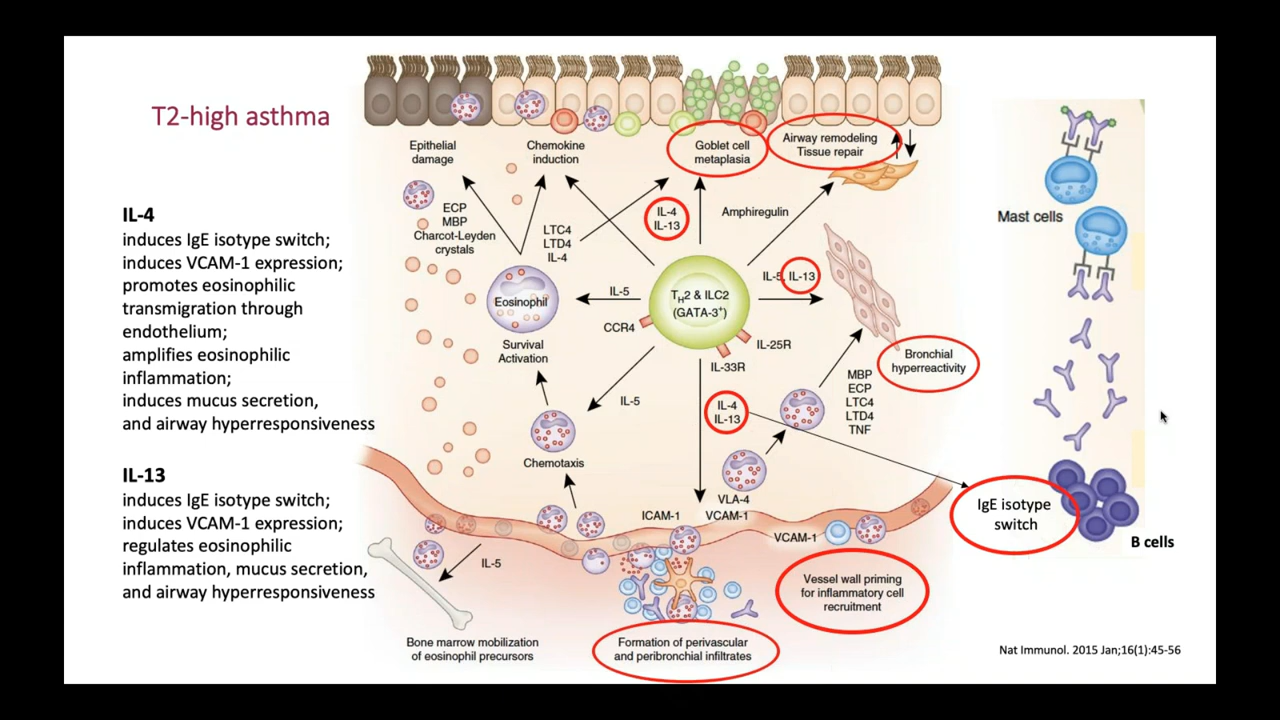 T2-high asthma
IL-4
induces IgE isotype switch;
induces VCAM-1 expression;
promotes eosinophilic
transmigration through
endothelium;
amplifies eosinophilic
inflammation;
induces mucus secretion,
and airway hyperresponsiveness
IL-13
induces IgE isotype switch;
induces VCAM-1 expression;
regulates eosinophilic
inflammation, mucus secretion,
and airway hyperresponsiveness
Epithelial
damage
Chemokine
induction
Goblet cell
metaplasia
Airway remodeling
Tissue repair
ECP
MBP
Charcot-Leyden
crystals
LTC4
LTD4
IL-4
IL-4
IL-13
Amphiregulin
Eosinophil
IL-5
TH2 & ILC2
(GATA-3+)
IL-5, IL-13
CCR4
IL-25R
IL-33R
Survival
Activation
IL-5
IL-4
IL-13
MBP
ECP
LTC4
LTD4
TNF
Bronchial
hyperreactivity
Chemotaxis
VLA-4
ICAM-1
VCAM-1
VCAM-1
IL-5
Bone marrow mobilization
of eosinophil precursors
Formation of perivascular
and peribronchial infiltrates
Vessel wall priming
for inflammatory cell
recruitment
Mast cells
IgE isotype
switch
B cells
Nat Immunol. 2015 Jan;16(1):45-56